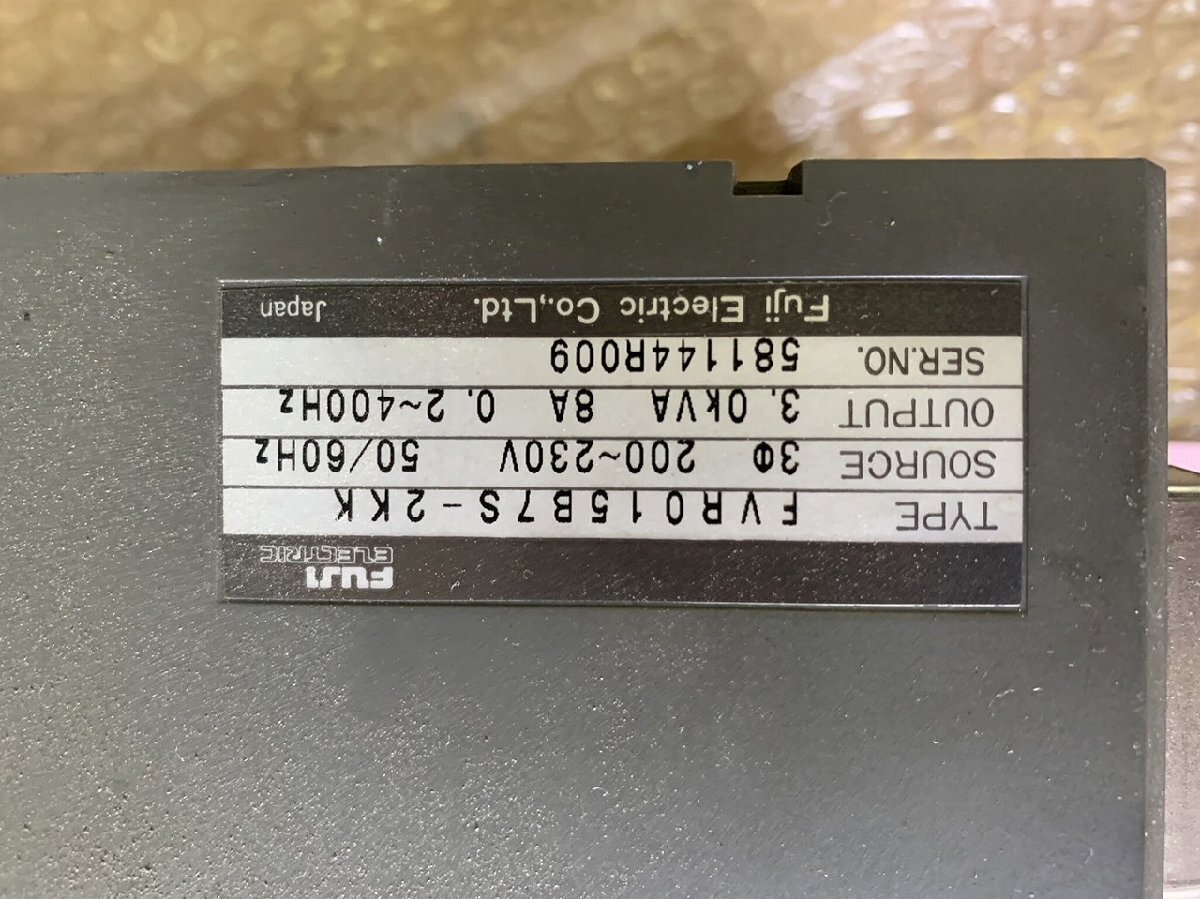 FUJI
ELECTRIC
TYPE FVR015B7S-2KK
SOURCE 3Φ 200~230V 50/60Hz
OUTPUT 3.0kVA 8A 0.2~400Hz
SER.NO. 581144R009
Fuji Electric Co.,Ltd. Japan